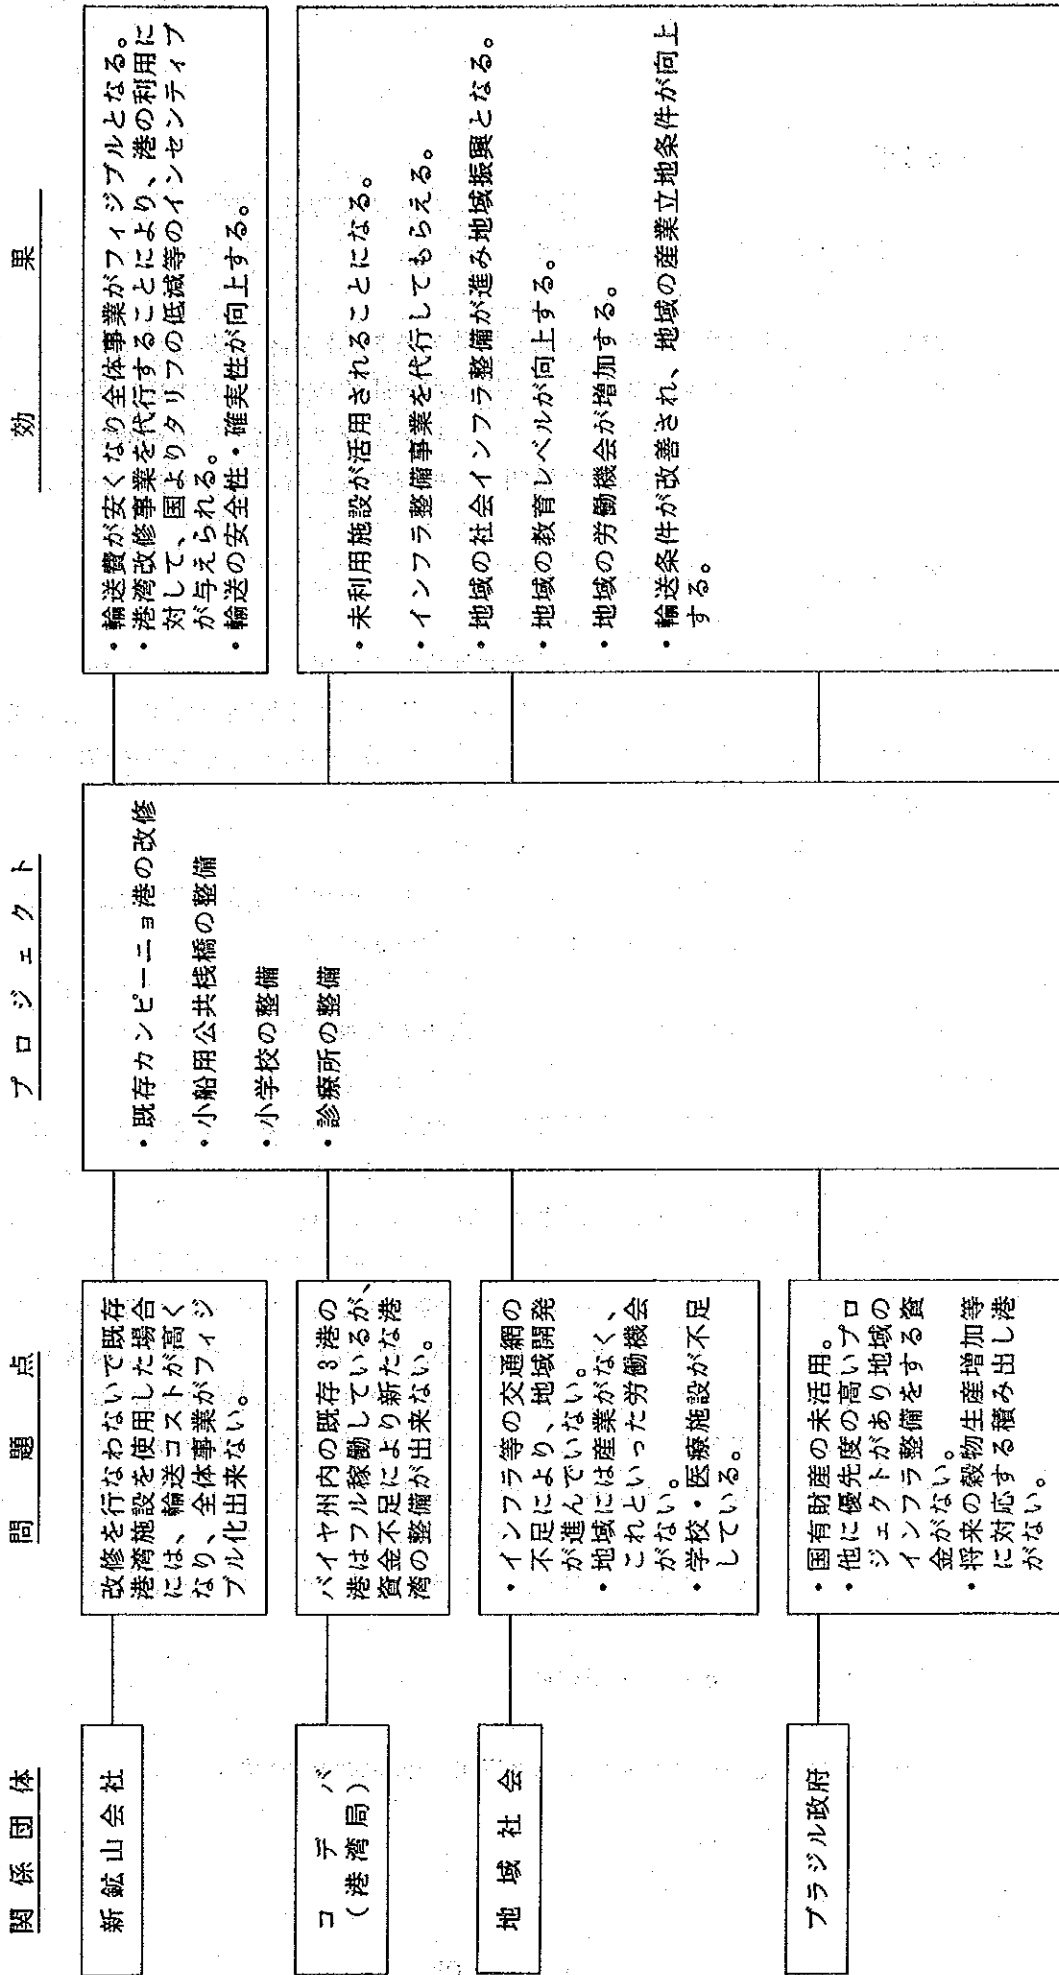 関係団体
問題点
プロジェクト
効果
新鉱山会社
改修を行なわないで既存
港湾施設を使用した場合
には、輸送コストが高く
なり、全体事業がフィジ
ブル化出来ない。
コデバ
(港湾局)
バイヤ州内の既存3港の
港はフル稼働しているが、
資金不足により新たな港
湾の整備が出来ない。
地域社会
・インフラ等の交通網の
不足により、地域開発
が進んでいない。
・地域には産業がなく、
これといった労働機会
がない。
・学校・医療施設が不足
している。
ブラジル政府
・国有財産の未活用。
・他に優先度の高いプロ
ジェクトがあり地域の
インフラ整備をする資
金がない。
・将来の穀物生産増加等
に対応する積み出し港
がない。
・既存カンピーニョ港の改修
・小船用公共桟橋の整備
・小学校の整備
・診療所の整備
・輸送費が安くなり全体事業がフィジブルとなる。
・港湾改修事業を代行することにより、港の利用に
対して、国よりタリフの低減等のインセンティブ
が与えられる。
・輸送の安全性・確実性が向上する。
・未利用施設が活用されることになる。
・インフラ整備事業を代行してもらえる。
・地域の社会インフラ整備が進み地域振興となる。
・地域の教育レベルが向上する。
・地域の労働機会が増加する。
・輸送条件が改善され、地域の産業立地条件が向上
する。